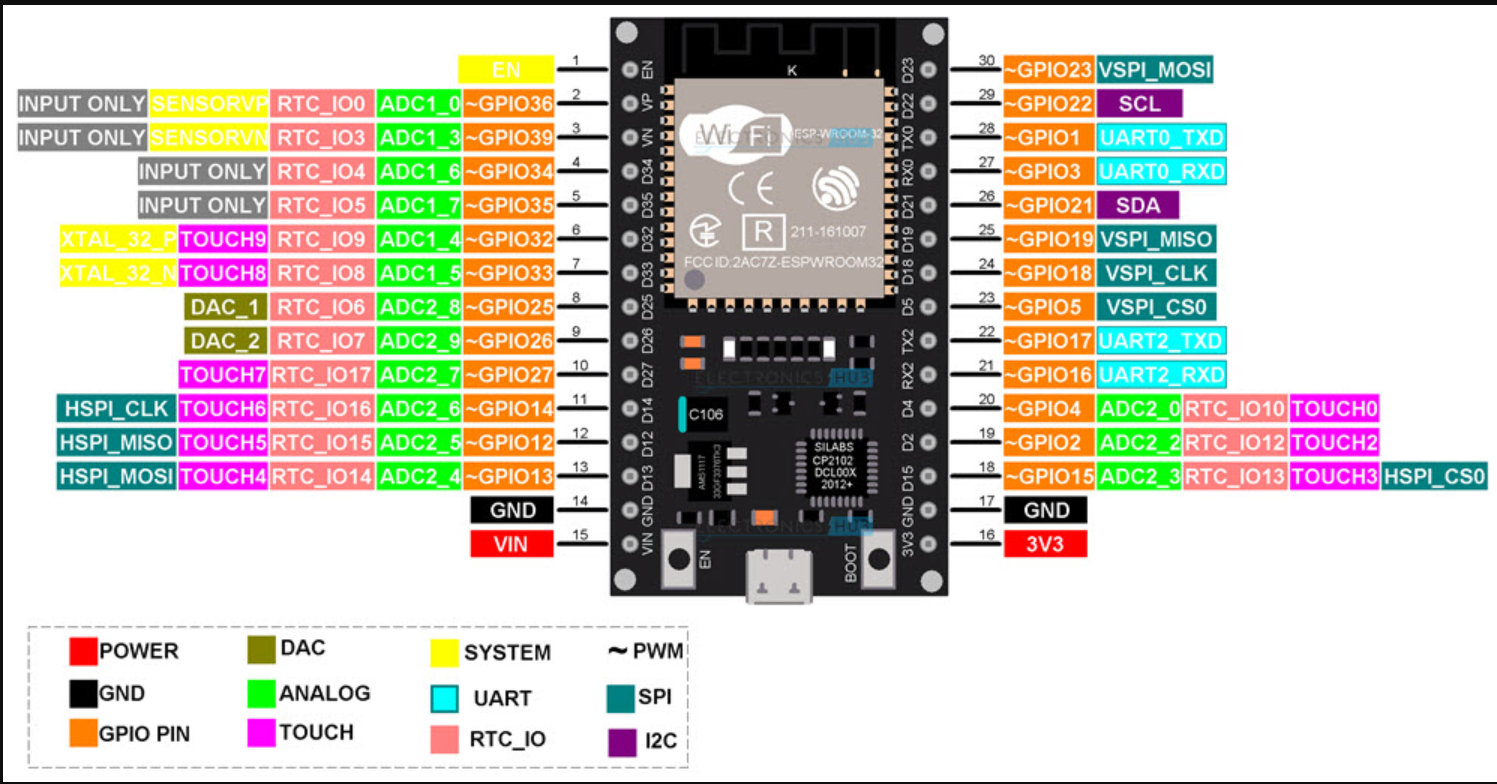 EN 1 EN
INPUT ONLY SENSORVP RTC_IO0 ADC1_0 ~GPIO36 2 VP
INPUT ONLY SENSORVN RTC_IO3 ADC1_3 ~GPIO39 3 VN
INPUT ONLY RTC_IO4 ADC1_6 ~GPIO34 4 D34
INPUT ONLY RTC_IO5 ADC1_7 ~GPIO35 5 D35
XTAL_32_P TOUCH9 RTC_IO9 ADC1_4 ~GPIO32 6 D32
XTAL_32_N TOUCH8 RTC_IO8 ADC1_5 ~GPIO33 7 D33
DAC_1 RTC_IO6 ADC2_8 ~GPIO25 8 D25
DAC_2 RTC_IO7 ADC2_9 ~GPIO26 9 D26
TOUCH7 RTC_IO17 ADC2_7 ~GPIO27 10 D27
HSPI_CLK TOUCH6 RTC_IO16 ADC2_6 ~GPIO14 11 D14
HSPI_MISO TOUCH5 RTC_IO15 ADC2_5 ~GPIO12 12 D12
HSPI_MOSI TOUCH4 RTC_IO14 ADC2_4 ~GPIO13 13 D13
GND 14 GND
VIN 15 VIN
K
Wi Fi ESP-WROOM-32
ELECTRONICS HUB
CE
R 211-161007
FCC ID:2AC7Z-ESPWROOM32
ELECTRONICS HUB
C106
AMS1117
SILABS
CP2102
DCL00X
2012+
ELECTRONICS HUB
EN
BOOT
D23 30 ~GPIO23 VSPI_MOSI
D22 29 ~GPIO22 SCL
TX0 28 ~GPIO1 UART0_TXD
RX0 27 ~GPIO3 UART0_RXD
D21 26 ~GPIO21 SDA
D19 25 ~GPIO19 VSPI_MISO
D18 24 ~GPIO18 VSPI_CLK
D5 23 ~GPIO5 VSPI_CS0
TX2 22 ~GPIO17 UART2_TXD
RX2 21 ~GPIO16 UART2_RXD
D4 20 ~GPIO4 ADC2_0 RTC_IO10 TOUCH0
D2 19 ~GPIO2 ADC2_2 RTC_IO12 TOUCH2
D15 18 ~GPIO15 ADC2_3 RTC_IO13 TOUCH3 HSPI_CS0
GND 17 GND
3V3 16 3V3
POWER DAC SYSTEM ~ PWM
GND ANALOG UART SPI
GPIO PIN TOUCH RTC_IO I2C